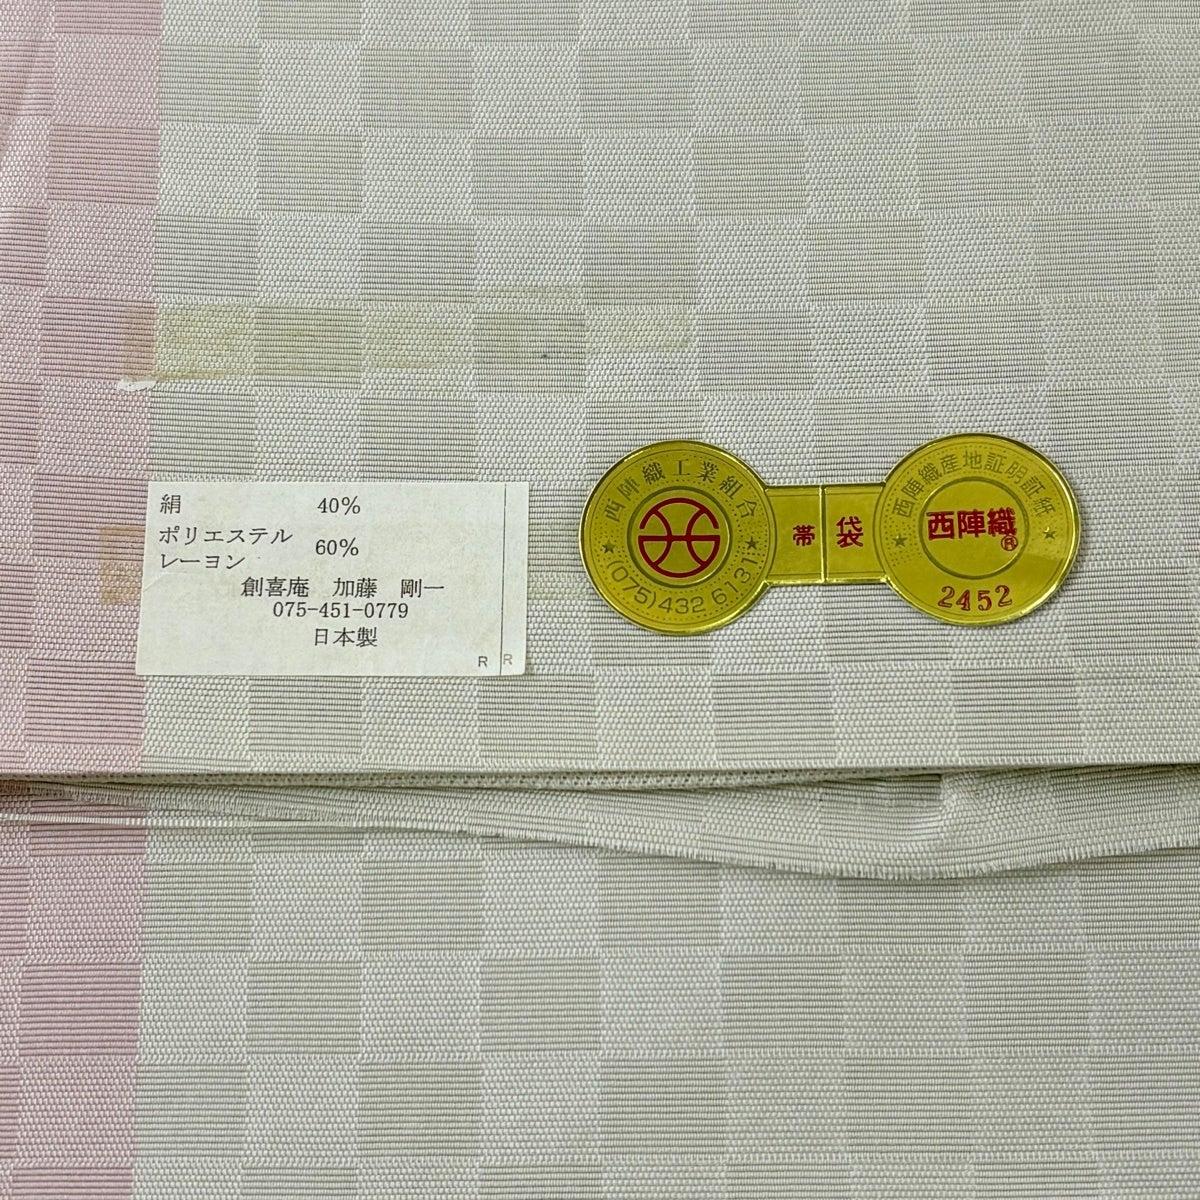 絹 40%
ポリエステル
レーヨン 60%
創喜庵 加藤 剛一
075-451-0779
日本製
R R
西陣織工業組合
★(075)432 6131★
帯 袋
西陣織産地証明証紙
西陣織®
2452